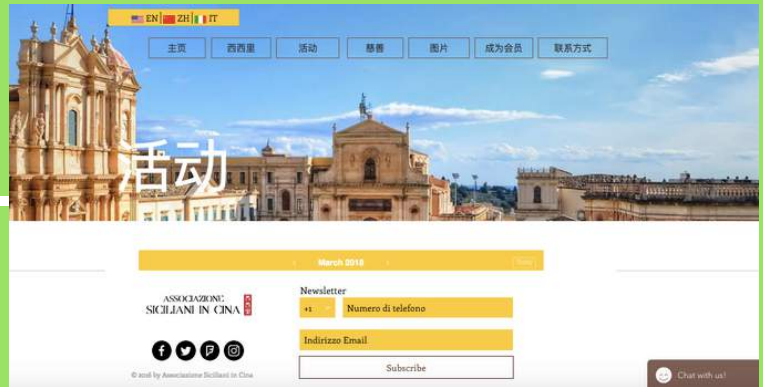 EN | ZH | IT
主页 西西里 活动 慈善 图片 成为会员 联系方式
活动
March 2018
Newsletter
ASSOCIAZIONE
SICILIANI IN CINA
+1 Numero di telefono
Indirizzo Email
Subscribe
© 2016 by Associazione Siciliani in Cina
Chat with us!